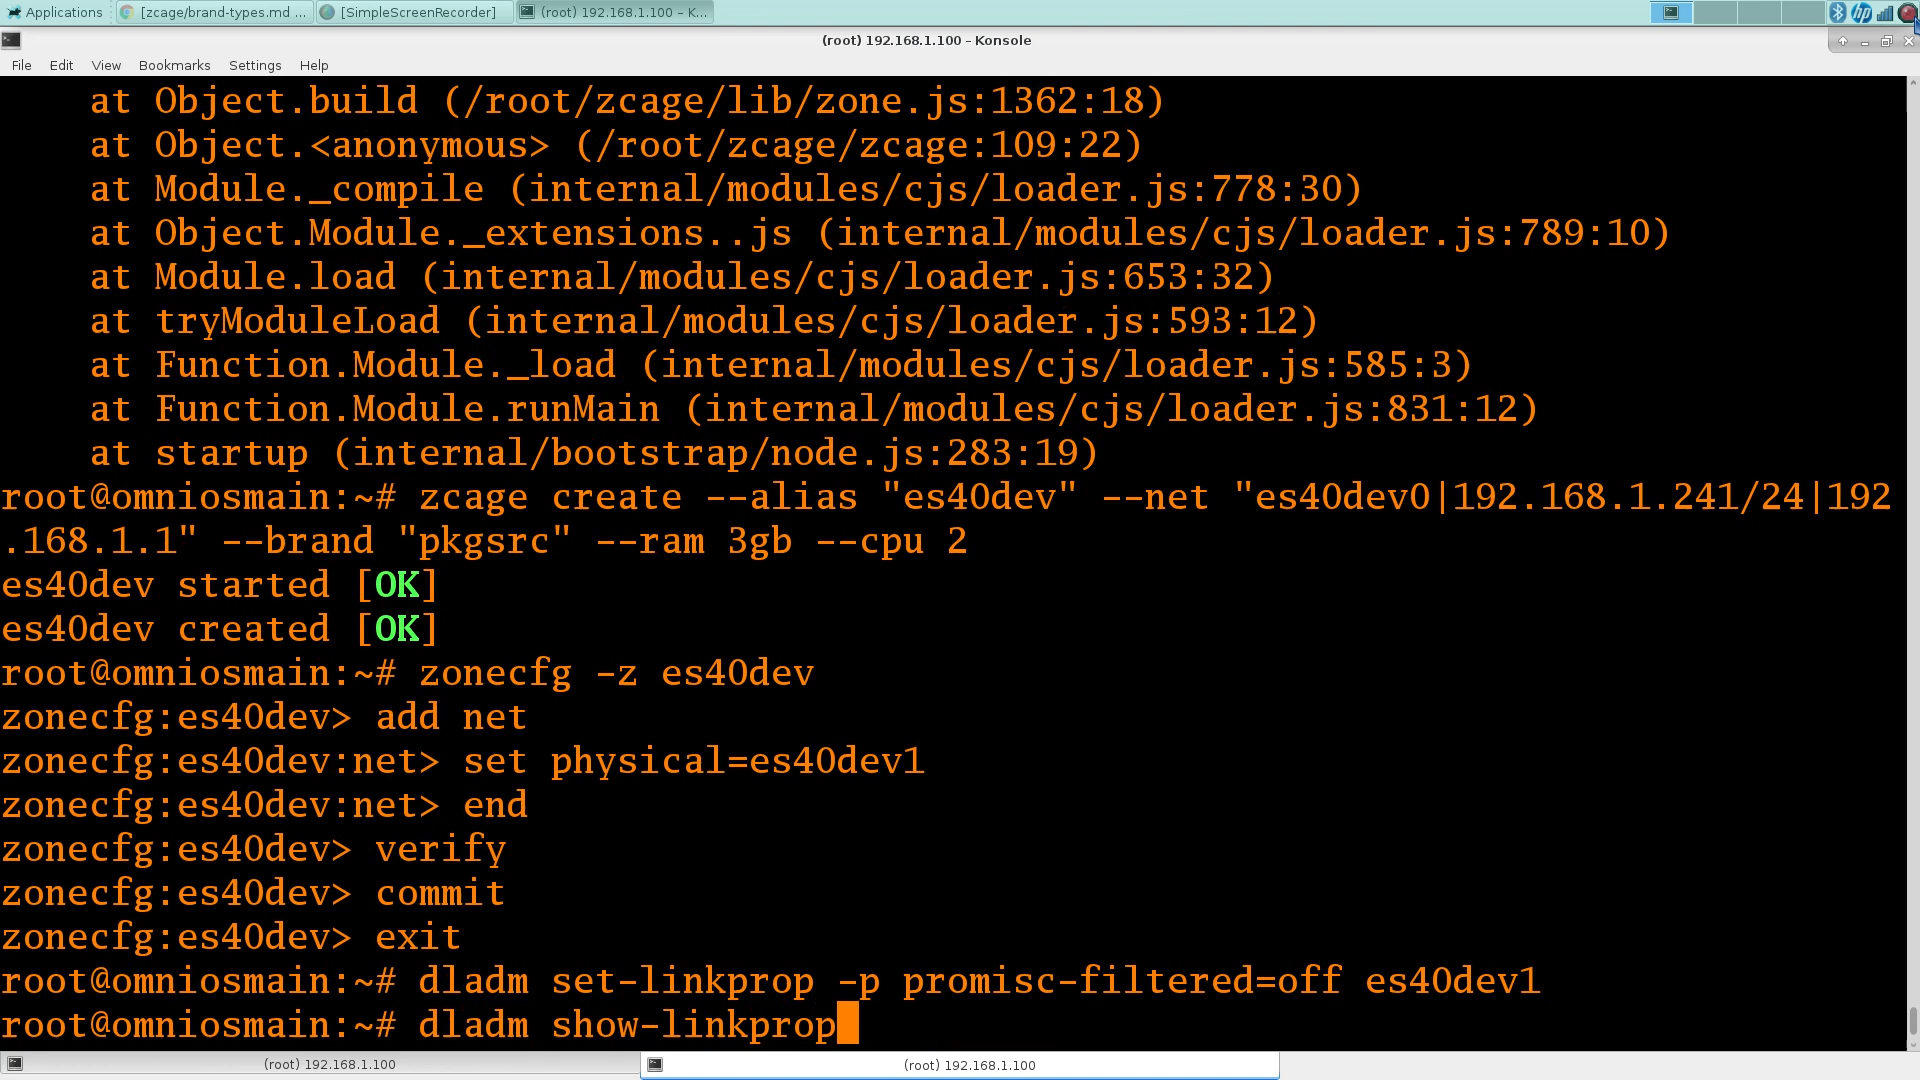 Applications
[zcage/brand-types.md ...
[SimpleScreenRecorder]
(root) 192.168.1.100 – K...
hp
(root) 192.168.1.100 – Konsole
File Edit View Bookmarks Settings Help
at Object.build (/root/zcage/lib/zone.js:1362:18)
at Object.<anonymous> (/root/zcage/zcage:109:22)
at Module._compile (internal/modules/cjs/loader.js:778:30)
at Object.Module._extensions..js (internal/modules/cjs/loader.js:789:10)
at Module.load (internal/modules/cjs/loader.js:653:32)
at tryModuleLoad (internal/modules/cjs/loader.js:593:12)
at Function.Module._load (internal/modules/cjs/loader.js:585:3)
at Function.Module.runMain (internal/modules/cjs/loader.js:831:12)
at startup (internal/bootstrap/node.js:283:19)
root@omniosmain:~# zcage create --alias "es40dev" --net "es40dev0|192.168.1.241/24|192
.168.1.1" --brand "pkgsrc" --ram 3gb --cpu 2
es40dev started [OK]
es40dev created [OK]
root@omniosmain:~# zonecfg -z es40dev
zonecfg:es40dev> add net
zonecfg:es40dev:net> set physical=es40dev1
zonecfg:es40dev:net> end
zonecfg:es40dev> verify
zonecfg:es40dev> commit
zonecfg:es40dev> exit
root@omniosmain:~# dladm set-linkprop -p promisc-filtered=off es40dev1
root@omniosmain:~# dladm show-linkprop
(root) 192.168.1.100
(root) 192.168.1.100